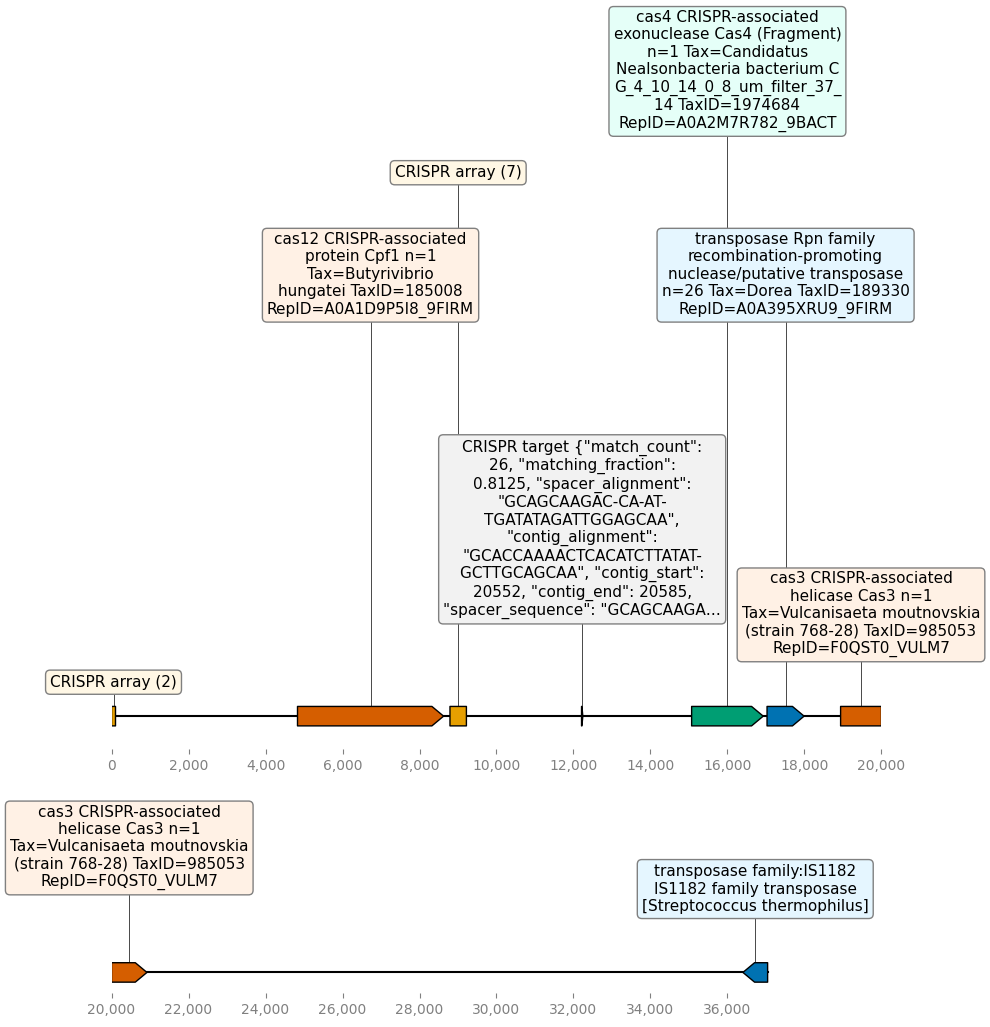 cas4 CRISPR-associated
exonuclease Cas4 (Fragment)
n=1 Tax=Candidatus
Nealsonbacteria bacterium C
G_4_10_14_0_8_um_filter_37_
14 TaxID=1974684
RepID=A0A2M7R782_9BACT
CRISPR array (7)
cas12 CRISPR-associated
protein Cpf1 n=1
Tax=Butyrivibrio
hungatei TaxID=185008
RepID=A0A1D9P5I8_9FIRM
transposase Rpn family
recombination-promoting
nuclease/putative transposase
n=26 Tax=Dorea TaxID=189330
RepID=A0A395XRU9_9FIRM
CRISPR target {"match_count":
26, "matching_fraction":
0.8125, "spacer_alignment":
"GCAGCAAGAC-CA-AT-
TGATATAGATTGGAGCAA",
"contig_alignment":
"GCACCAAAACTCACATCTTATAT-
GCTTGCAGCAA", "contig_start":
20552, "contig_end": 20585,
"spacer_sequence": "GCAGCAAGA...
cas3 CRISPR-associated
helicase Cas3 n=1
Tax=Vulcanisaeta moutnovskia
(strain 768-28) TaxID=985053
RepID=F0QST0_VULM7
CRISPR array (2)
0
2,000
4,000
6,000
8,000
10,000
12,000
14,000
16,000
18,000
20,000
cas3 CRISPR-associated
helicase Cas3 n=1
Tax=Vulcanisaeta moutnovskia
(strain 768-28) TaxID=985053
RepID=F0QST0_VULM7
transposase family:IS1182
IS1182 family transposase
[Streptococcus thermophilus]
20,000
22,000
24,000
26,000
28,000
30,000
32,000
34,000
36,000